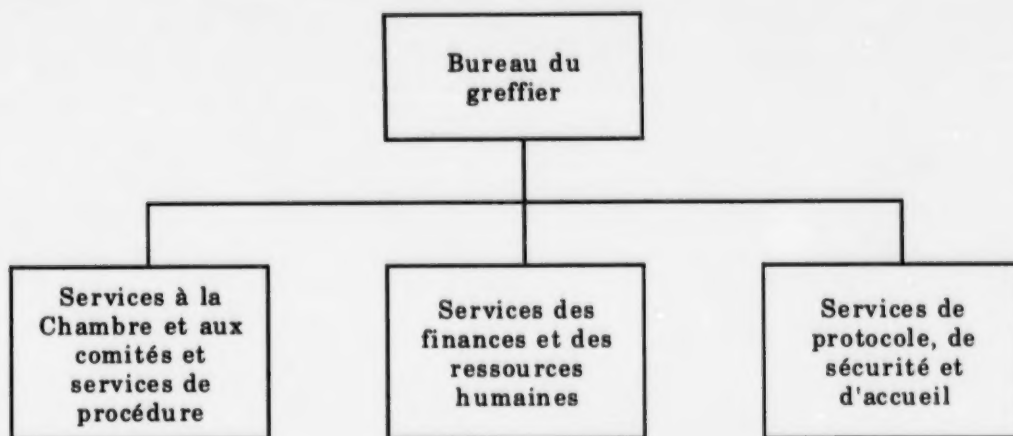 Bureau du
greffier
Services à la
Chambre et aux
comités et
services de
procédure
Services des
finances et des
ressources
humaines
Services de
protocole, de
sécurité et
d'accueil